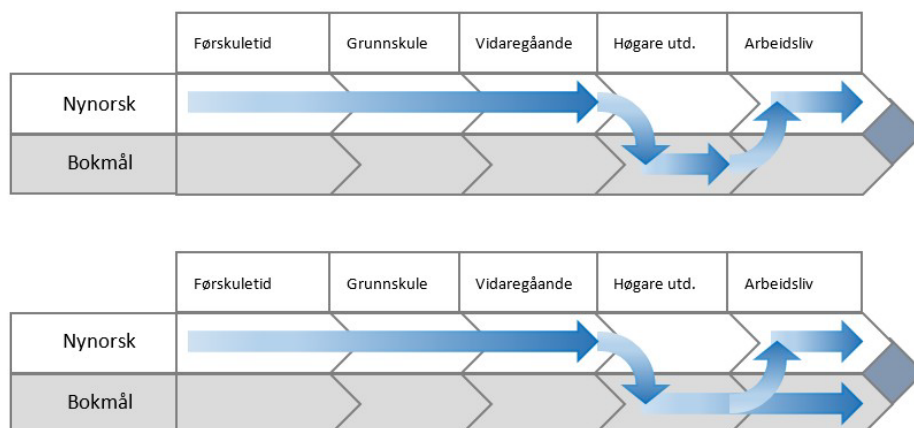 Førskuletid Grunnskule Vidaregåande Høgare utd. Arbeidsliv
Nynorsk
Bokmål
Førskuletid Grunnskule Vidaregåande Høgare utd. Arbeidsliv
Nynorsk
Bokmål